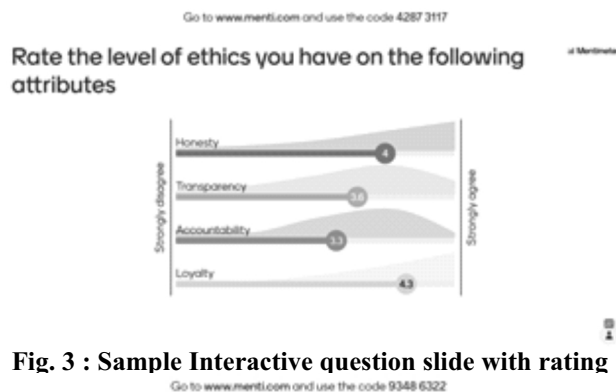 Go to www.menti.com and use the code 4287 3117
Rate the level of ethics you have on the following
attributes
Mentimeter
Honesty
4
Transparency
3.6
Accountability
3.3
Loyalty
4.3
Strongly disagree
Strongly agree
Fig. 3 : Sample Interactive question slide with rating
Go to www.menti.com and use the code 9348 6322